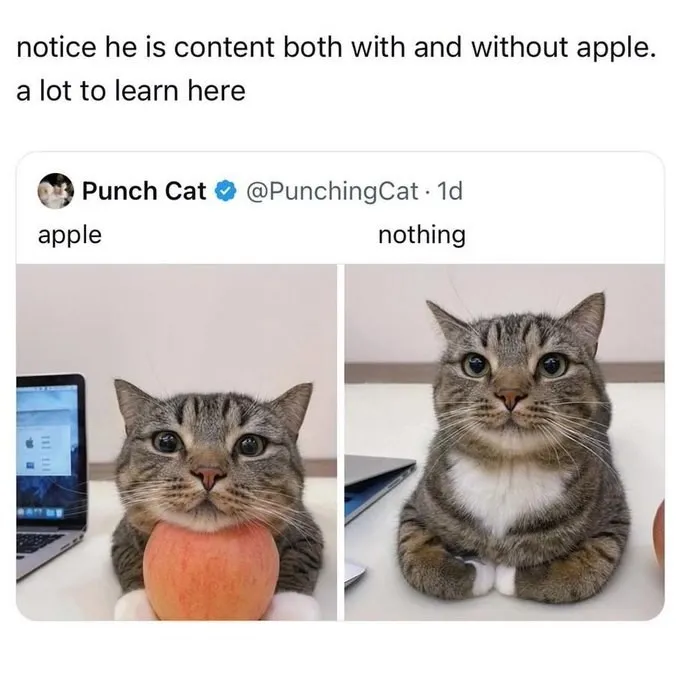 notice he is content both with and without apple.
a lot to learn here
Punch Cat @PunchingCat · 1d
apple nothing